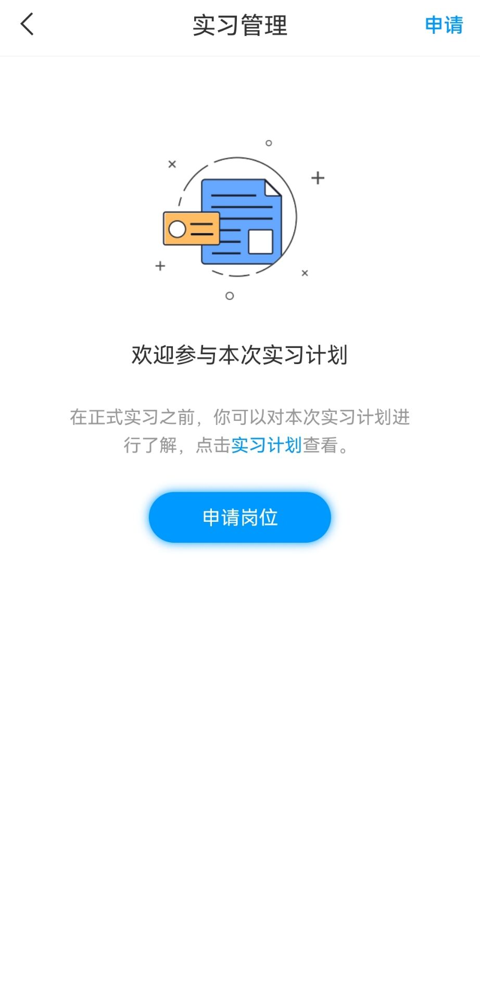 实习管理
申请
欢迎参与本次实习计划
在正式实习之前，你可以对本次实习计划进
行了解，点击实习计划查看。
申请岗位